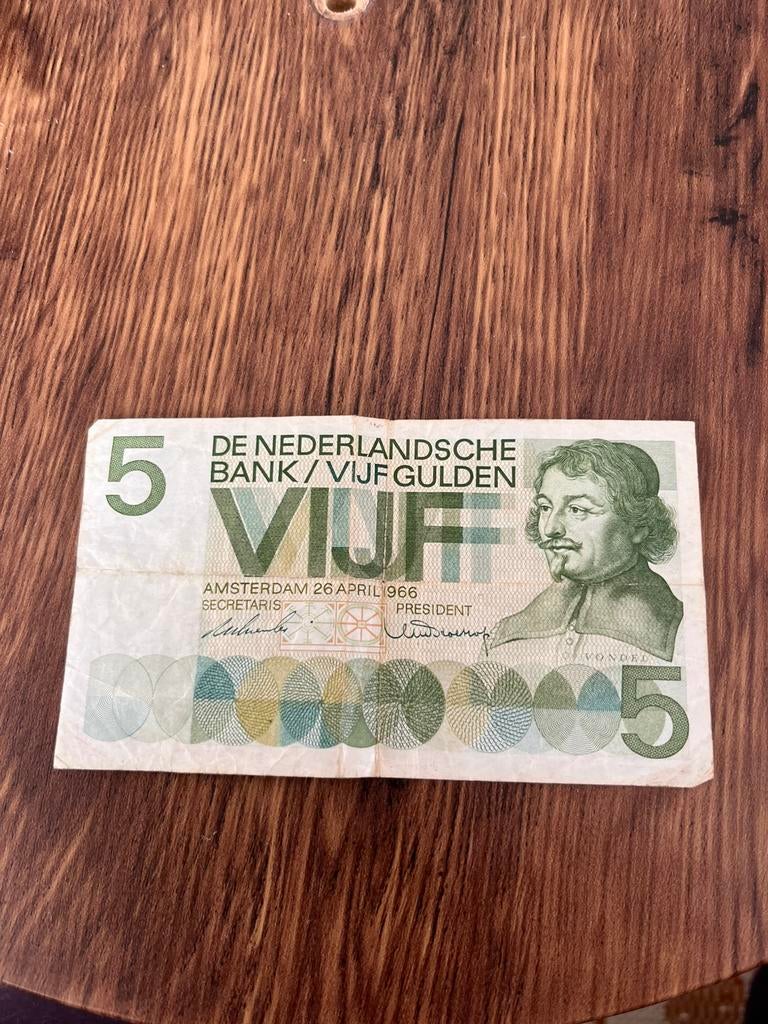 5
DE NEDERLANDSCHE
BANK / VIJF GULDEN
VIJF
AMSTERDAM 26 APRIL 1966
SECRETARIS PRESIDENT
VONDEL
5